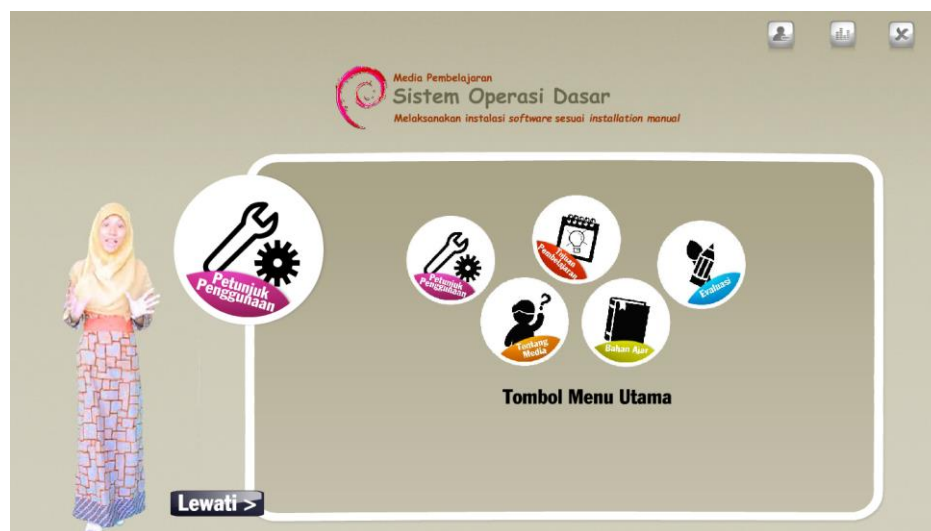 Media Pembelajaran
Sistem Operasi Dasar
Melaksanakan instalasi software sesuai installation manual
Petunjuk
Penggunaan
Petunjuk
Penggunaan
Tujuan
Pembelajaran
Evaluasi
Tentang
Media
Bahan Ajar
Tombol Menu Utama
Lewati >